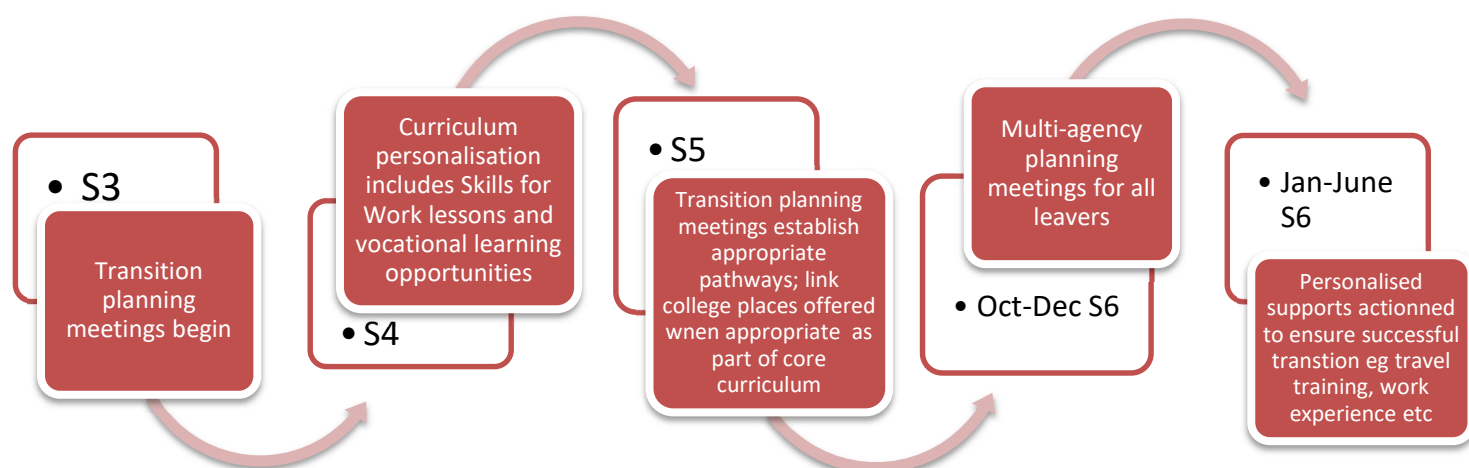 • S3
Transition
planning
meetings begin
Curriculum
personalisation
includes Skills for
Work lessons and
vocational learning
opportunities
• S4
• S5
Transition planning
meetings establish
appropriate
pathways; link
college places offered
wnen appropriate as
part of core
curriculum
Multi-agency
planning
meetings for all
leavers
• Oct-Dec S6
• Jan-June
S6
Personalised
supports actionned
to ensure successful
transtion eg travel
training, work
experience etc